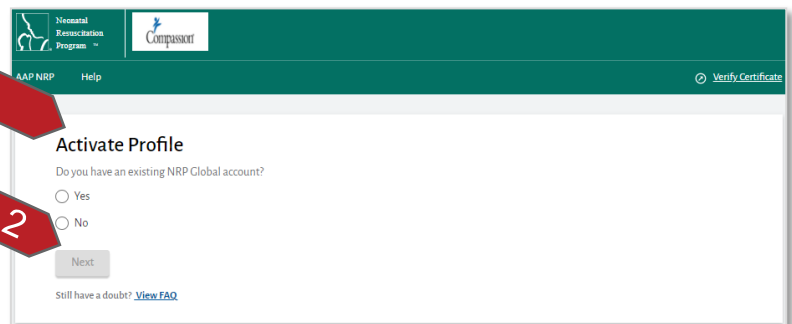 Neonatal
Resuscitation
Program ™
Compassion
AAP NRP Help Verify Certificate
Activate Profile
Do you have an existing NRP Global account?
Yes
2
No
Next
Still have a doubt? View FAQ